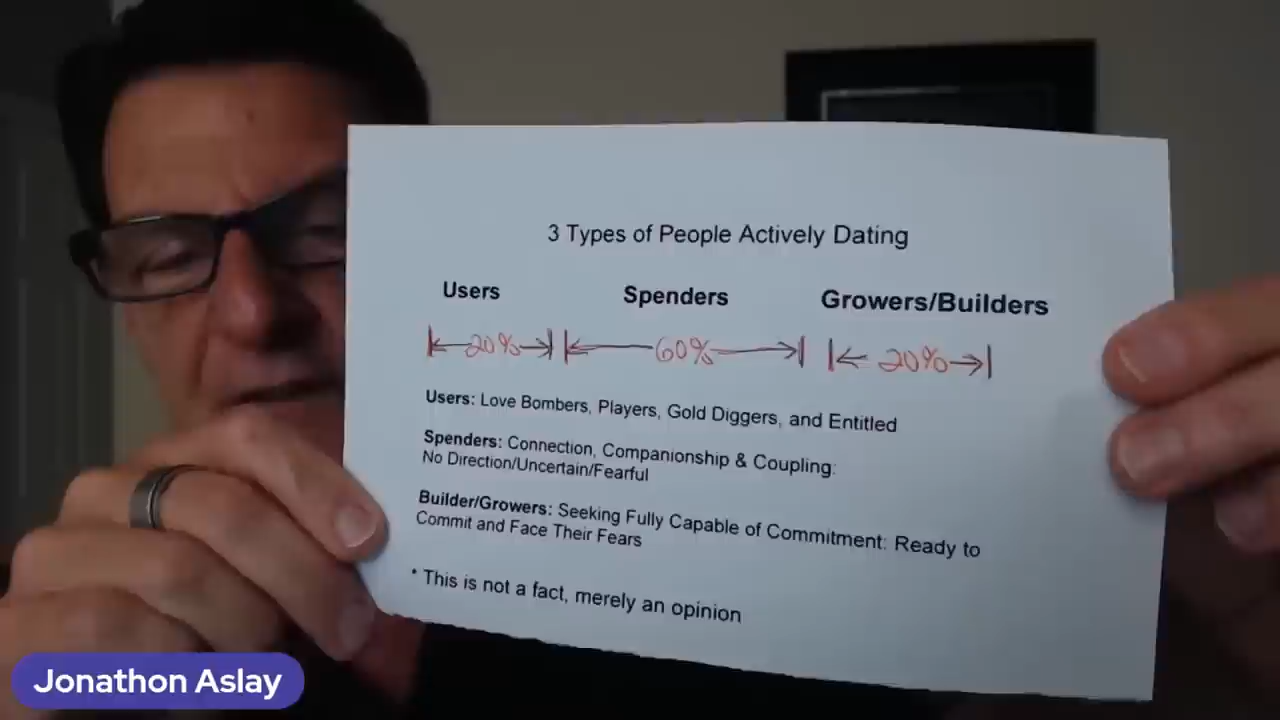 3 Types of People Actively Dating
Users Spenders Growers/Builders
20% 60% 20%
Users: Love Bombers, Players, Gold Diggers, and Entitled
Spenders: Connection, Companionship & Coupling:
No Direction/Uncertain/Fearful
Builder/Growers: Seeking Fully Capable of Commitment: Ready to
Commit and Face Their Fears
* This is not a fact, merely an opinion
Jonathon Aslay